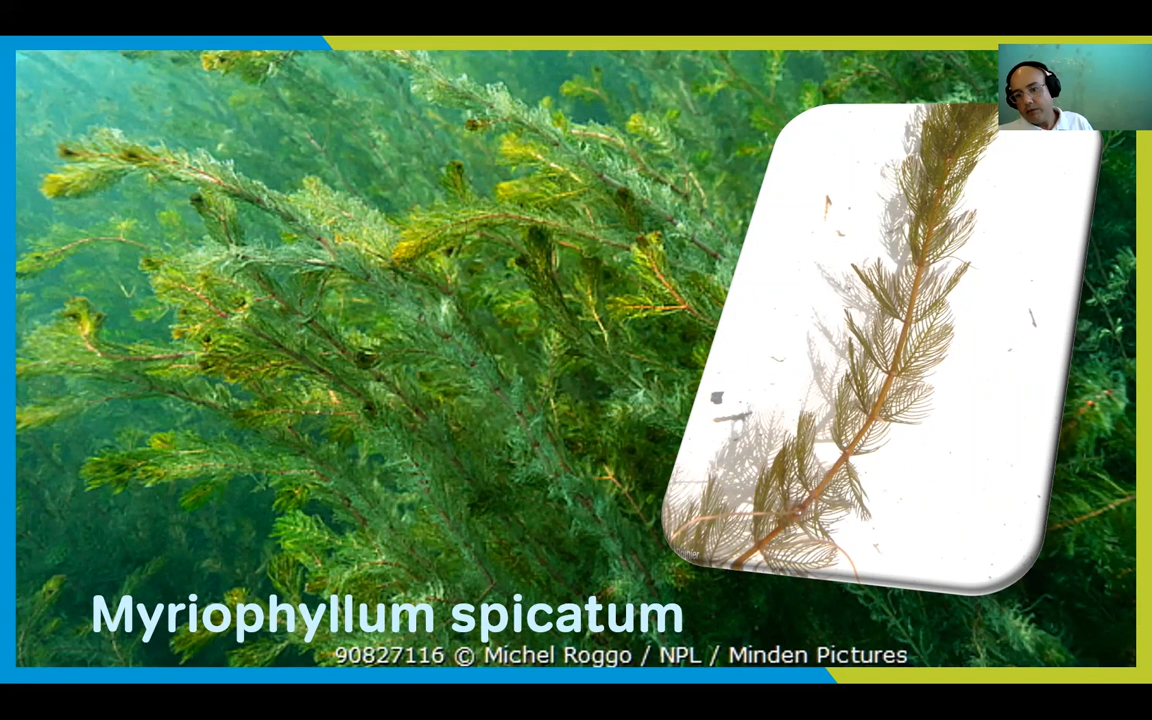 Myriophyllum spicatum
90827116 © Michel Roggo / NPL / Minden Pictures